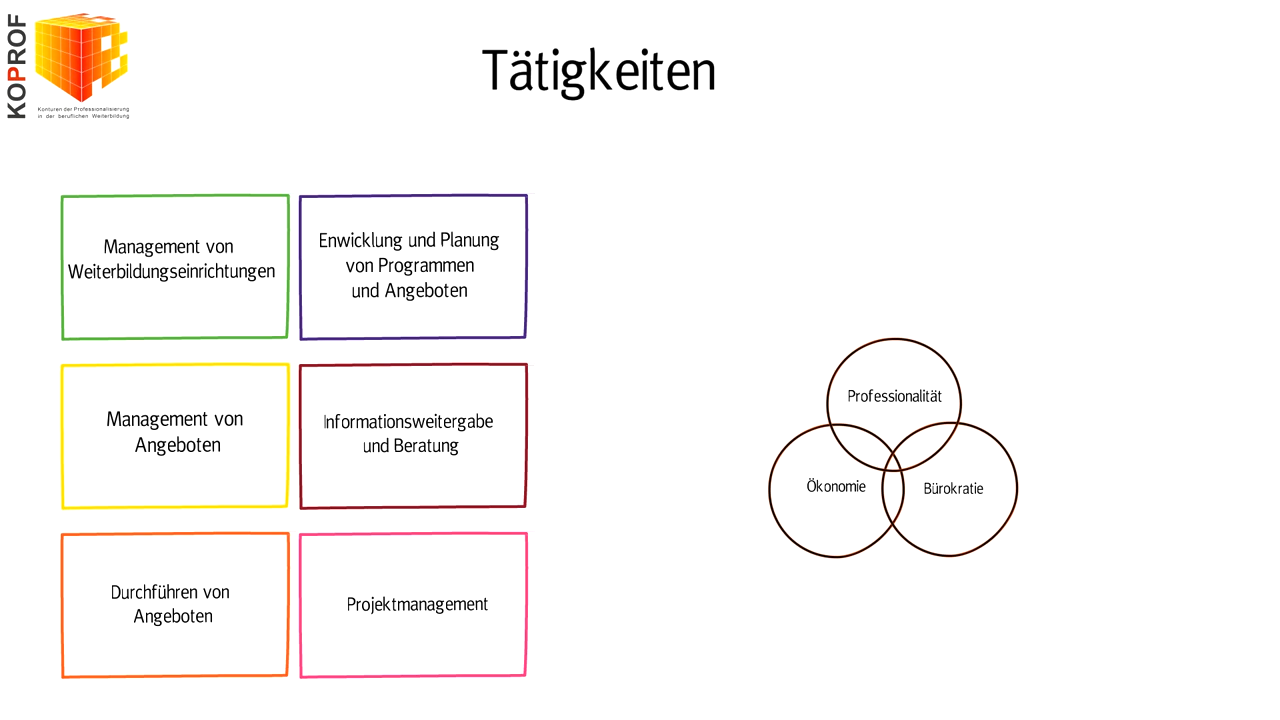 KOPROF
Konturen der Professionalisierung
in der beruflichen Weiterbildung
Tätigkeiten
Management von
Weiterbildungseinrichtungen
Enwicklung und Planung
von Programmen
und Angeboten
Management von
Angeboten
Informationsweitergabe
und Beratung
Durchführen von
Angeboten
Projektmanagement
Professionalität
Ökonomie
Bürokratie